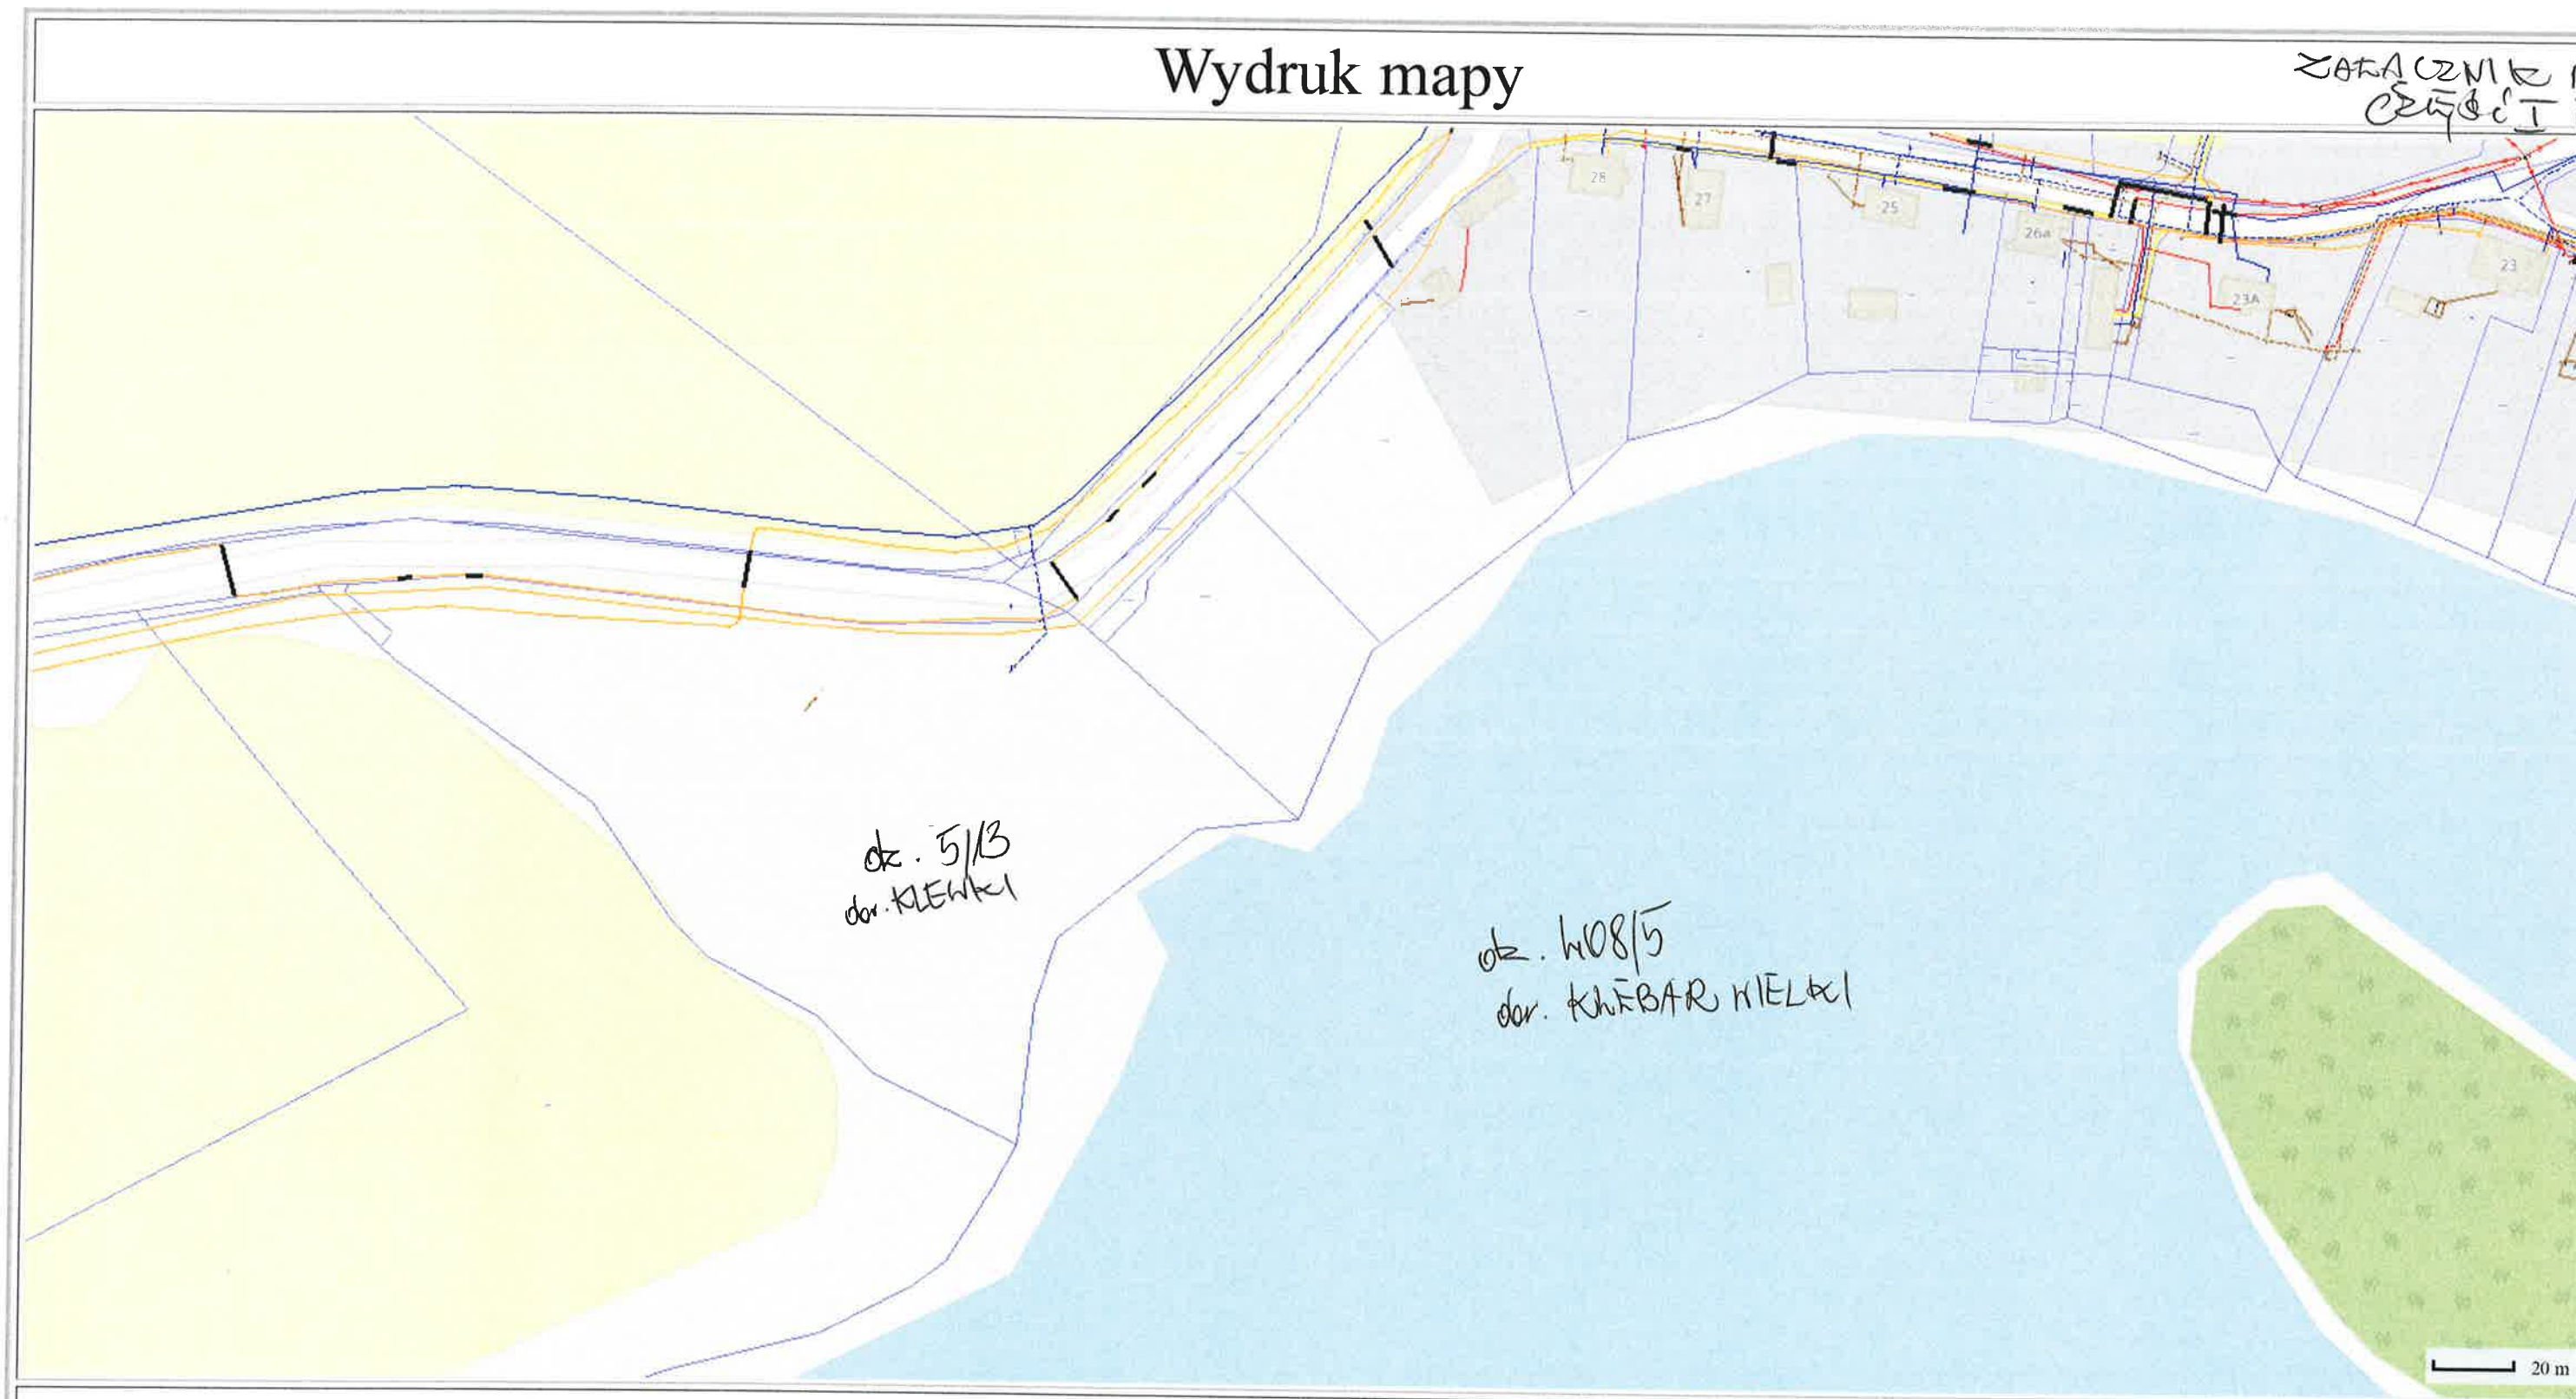 Wydruk mapy
ZAŁĄCZNIK
CZĘŚĆ I
28
27
25
26a
23A
23
dz. 5/13
obr. KLEWKI
dz. 408/5
obr. KLEBARK WIELKI
20 m